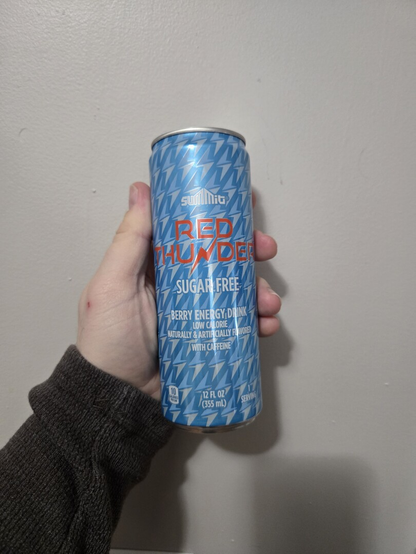 summit
RED
THUNDER
SUGAR FREE
BERRY ENERGY DRINK
LOW CALORIE
NATURALLY & ARTIFICIALLY FLAVORED
WITH CAFFEINE
12 FL OZ
(355 mL)